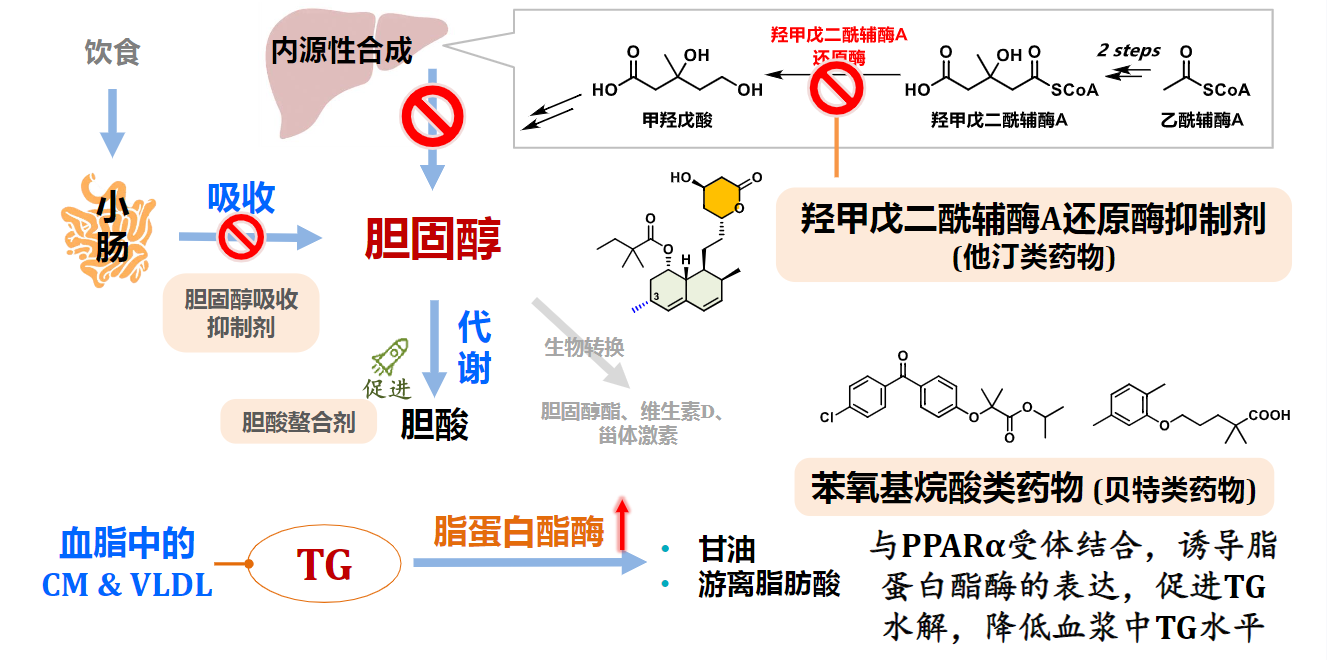 饮食
内源性合成
羟甲戊二酰辅酶A
还原酶
2 steps
O
OH
HO
OH
O
OH
O
HO
SCoA
O
SCoA
甲羟戊酸
羟甲戊二酰辅酶A
乙酰辅酶A
小
肠
吸收
胆固醇吸收
抑制剂
胆固醇
HO
O
O
O
O
H
3
羟甲戊二酰辅酶A还原酶抑制剂
(他汀类药物)
代
谢
促进
胆酸螯合剂
胆酸
生物转换
胆固醇酯、维生素D、
甾体激素
O
Cl
O
O
O
O
COOH
苯氧基烷酸类药物 (贝特类药物)
血脂中的
CM & VLDL
TG
脂蛋白酯酶
• 甘油
• 游离脂肪酸
与PPARα受体结合，诱导脂
蛋白酯酶的表达，促进TG
水解，降低血浆中TG水平